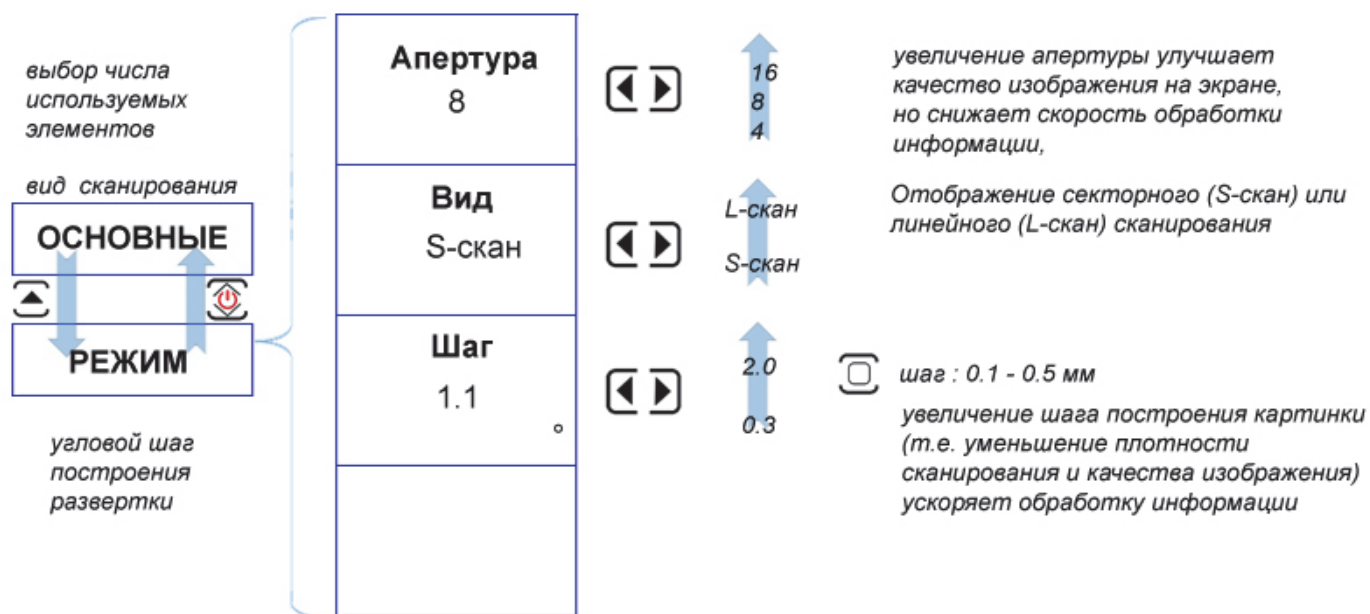 выбор числа
используемых
элементов
вид сканирования
ОСНОВНЫЕ
РЕЖИМ
угловой шаг
построения
развертки
Апертура
8
16
8
4
увеличение апертуры улучшает
качество изображения на экране,
но снижает скорость обработки
информации,
Вид
S-скан
L-скан
S-скан
Отображение секторного (S-скан) или
линейного (L-скан) сканирования
Шаг
1.1
°
2.0
0.3
шаг : 0.1 - 0.5 мм
увеличение шага построения картинки
(т.е. уменьшение плотности
сканирования и качества изображения)
ускоряет обработку информации